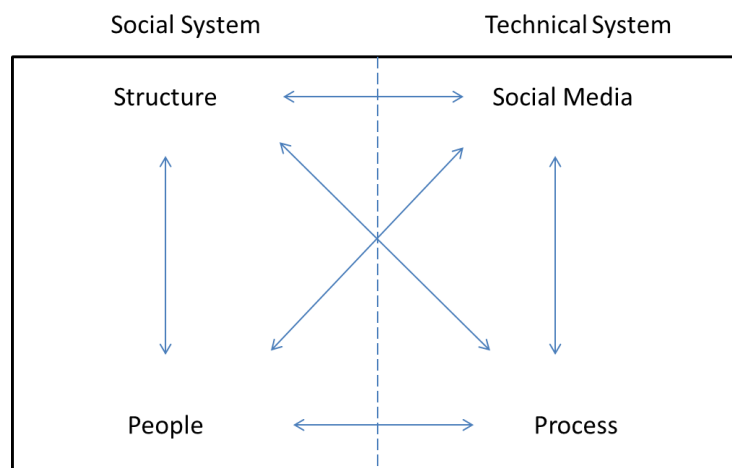 Social System Technical System
Structure Social Media
People Process